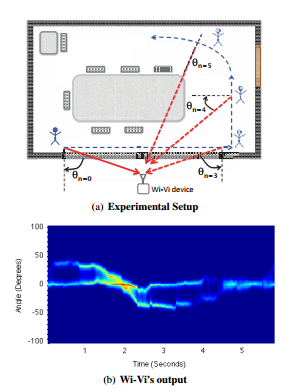 θn=5
θn=4
θn=0
θn=3
Wi-Vi device
(a) Experimental Setup
100
50
0
-50
-100
Angle (Degrees)
1 2 3 4 5
Time (Seconds)
(b) Wi-Vi's output